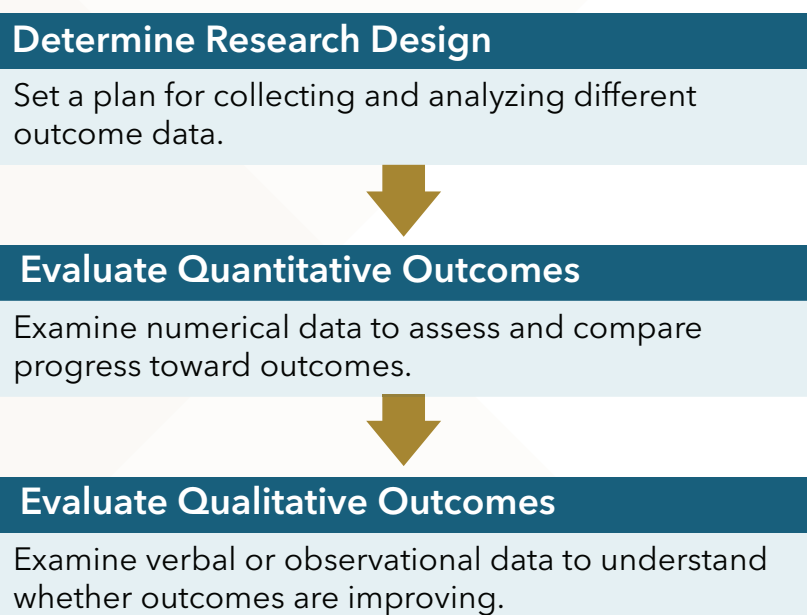 Determine Research Design
Set a plan for collecting and analyzing different
outcome data.
Evaluate Quantitative Outcomes
Examine numerical data to assess and compare
progress toward outcomes.
Evaluate Qualitative Outcomes
Examine verbal or observational data to understand
whether outcomes are improving.